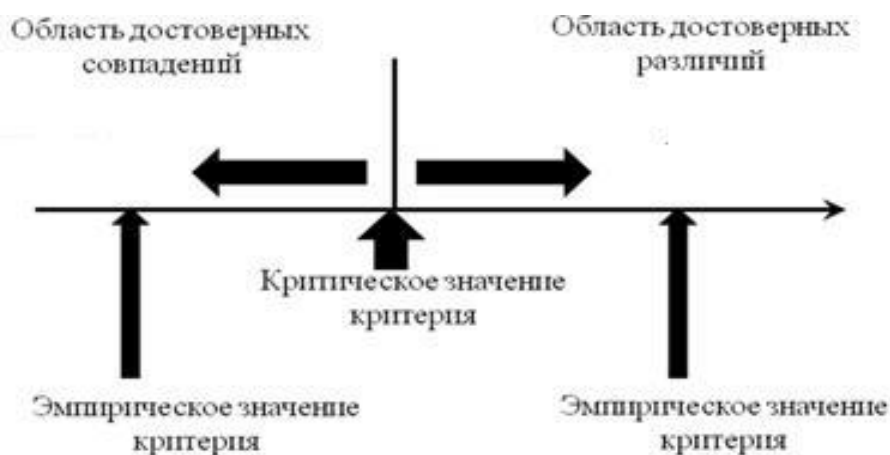 Область достоверных
совпадений
Область достоверных
различий
Критическое значение
критерия
Эмпирическое значение
критерия
Эмпирическое значение
критерия